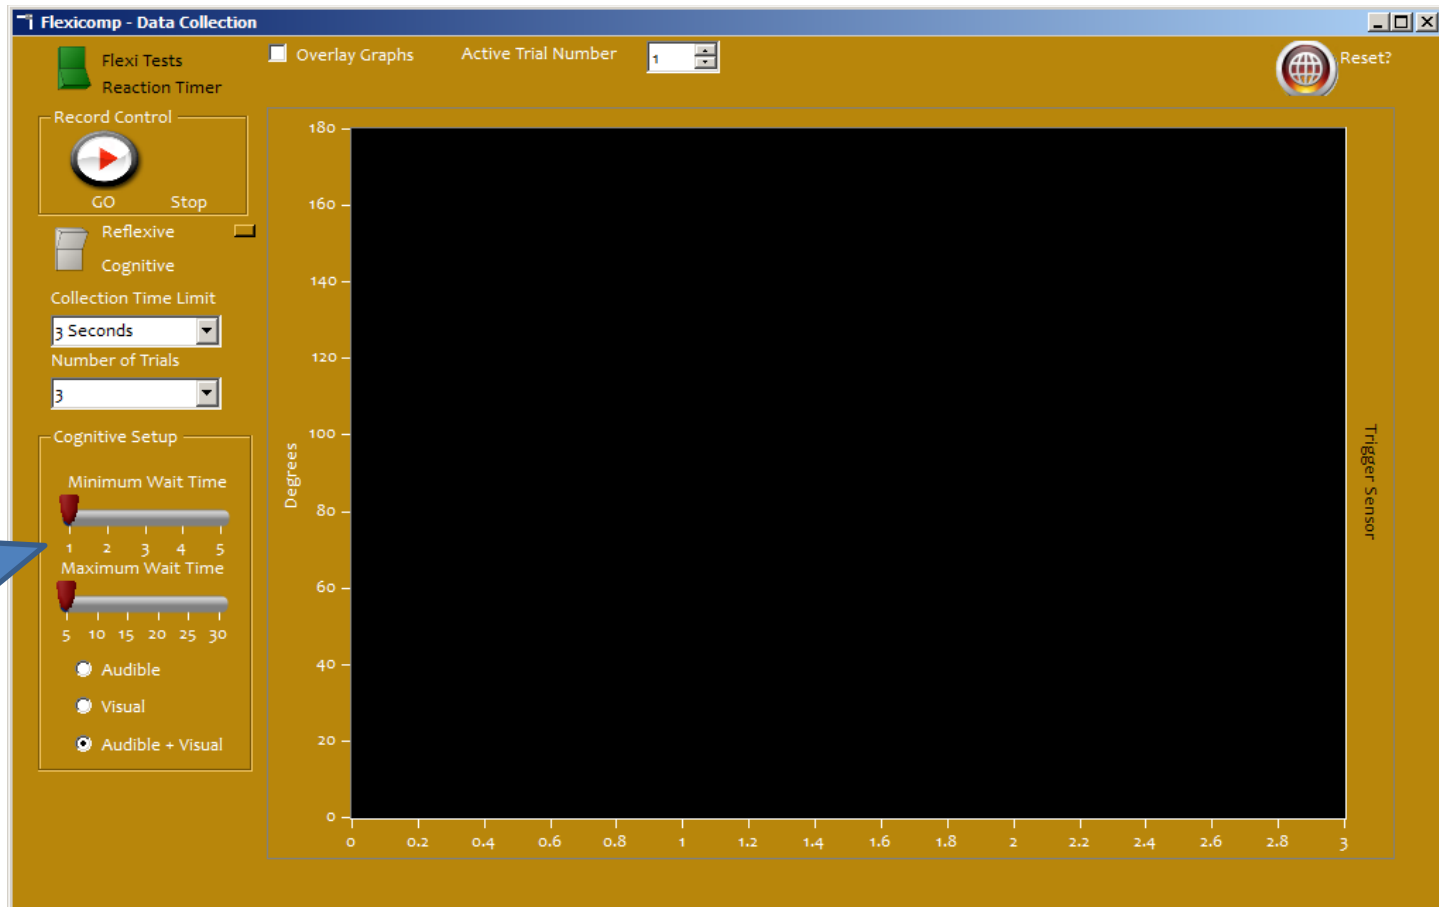 Flexicomp - Data Collection
Flexi Tests
Reaction Timer
Overlay Graphs
Active Trial Number
1
Reset?
Record Control
GO Stop
Reflexive
Cognitive
Collection Time Limit
3 Seconds
Number of Trials
3
Cognitive Setup
Minimum Wait Time
1 2 3 4 5
Maximum Wait Time
5 10 15 20 25 30
Audible
Visual
Audible + Visual
Degrees
180
160
140
120
100
80
60
40
20
0
0 0.2 0.4 0.6 0.8 1 1.2 1.4 1.6 1.8 2 2.2 2.4 2.6 2.8 3
Trigger Sensor